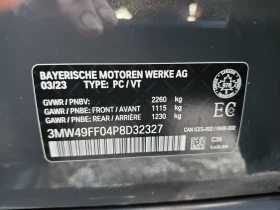 BAYERISCHE MOTOREN WERKE AG
03/23 TYPE: PC / VT
GVWR / PNBV: 2260 kg
GAWR / PNBE: FRONT / AVANT 1115 kg
GAWR / PNBE: REAR / ARRIERE 1230 kg
EC
3MW49FF04P8D32327